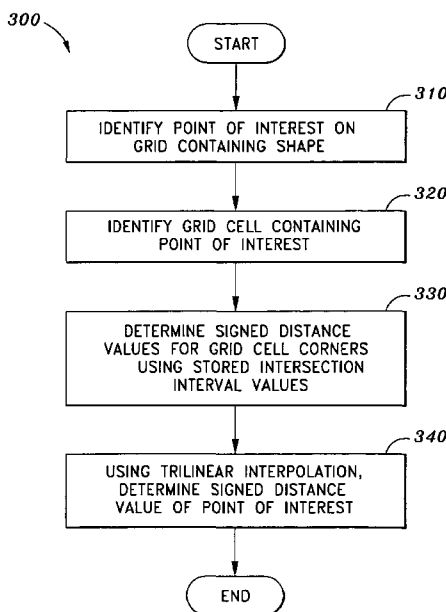 300
START
310
IDENTIFY POINT OF INTEREST ON
GRID CONTAINING SHAPE
320
IDENTIFY GRID CELL CONTAINING
POINT OF INTEREST
330
DETERMINE SIGNED DISTANCE
VALUES FOR GRID CELL CORNERS
USING STORED INTERSECTION
INTERVAL VALUES
340
USING TRILINEAR INTERPOLATION,
DETERMINE SIGNED DISTANCE
VALUE OF POINT OF INTEREST
END